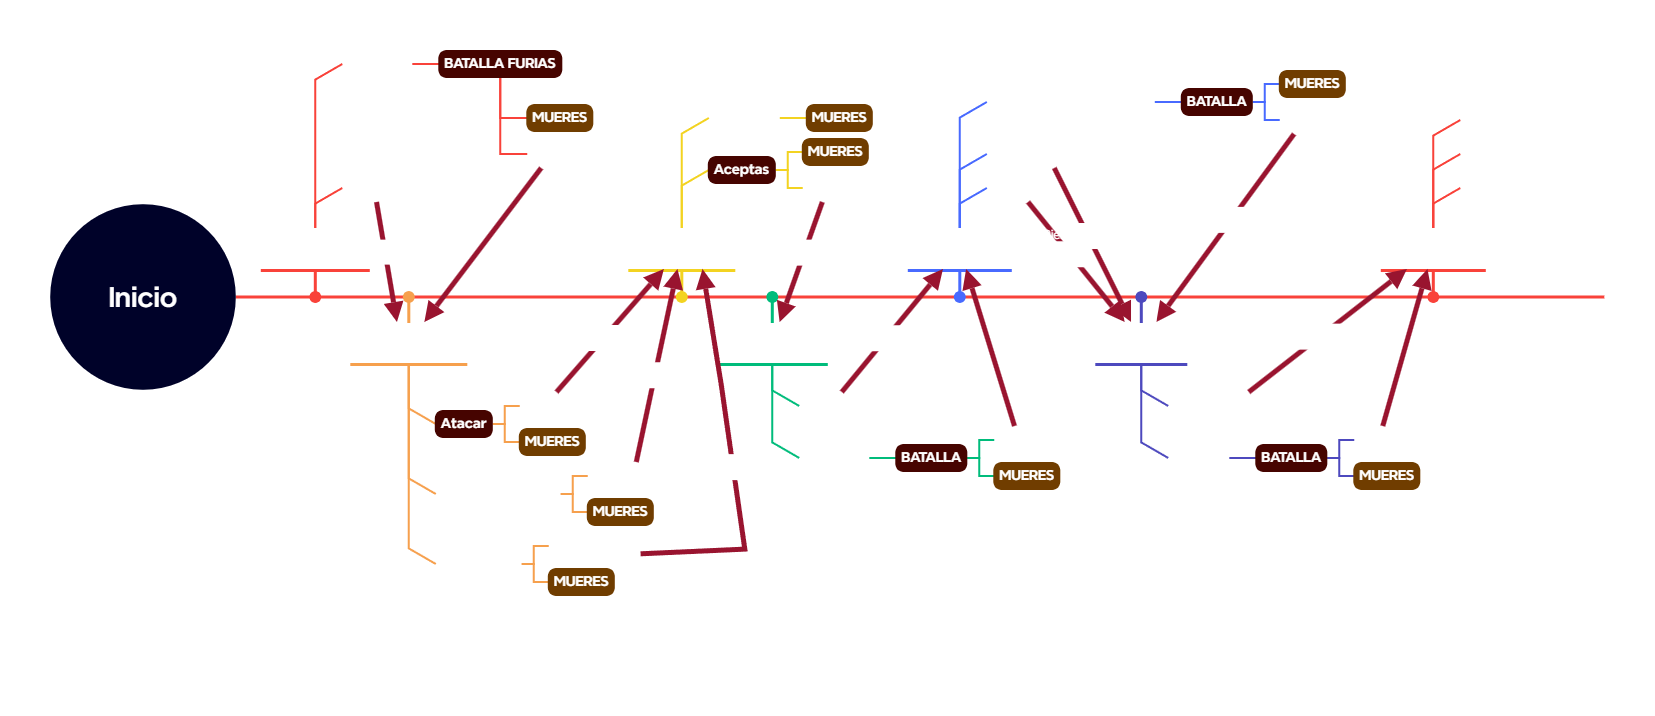 BATALLA FURIAS
MUERES
MUERES
Aceptas
MUERES
BATALLA
MUERES
Inicio
Atacar
MUERES
MUERES
MUERES
BATALLA
MUERES
BATALLA
MUERES